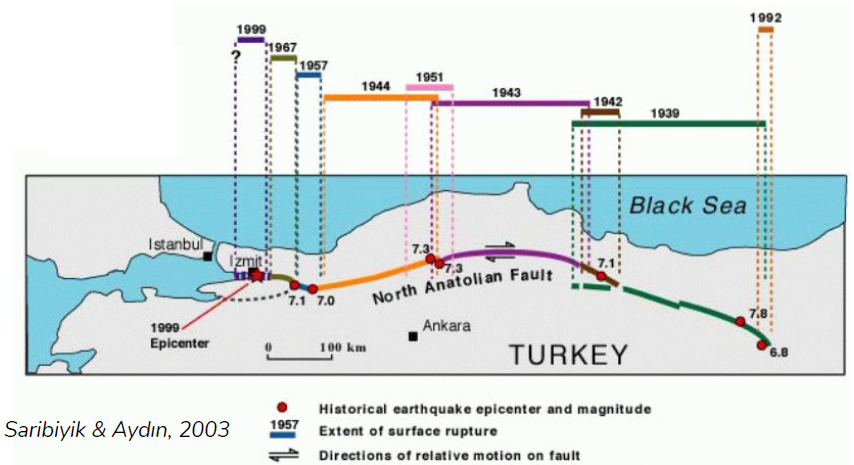 1992
1999
?
1967
1957
1951
1944
1943
1942
1939
Black Sea
Istanbul
Izmit
7.3
7.3
7.1
North Anatolian Fault
7.1
7.0
7.8
1999
Epicenter
Ankara
0 100 km
TURKEY
6.8
Historical earthquake epicenter and magnitude
Saribiyik & Aydın, 2003
1957
Extent of surface rupture
Directions of relative motion on fault